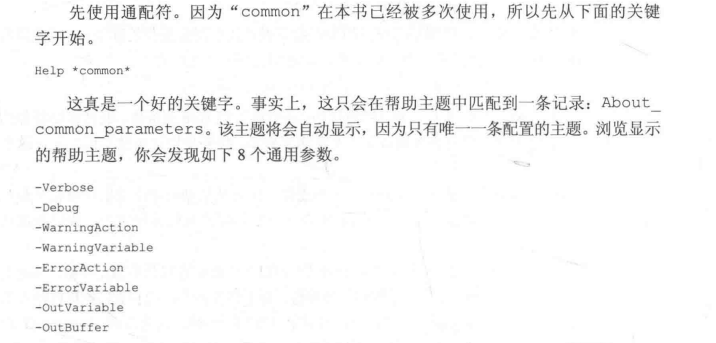 先使用通配符。因为“common”在本书已经被多次使用，所以先从下面的关键
字开始。
Help *common*
这真是一个好的关键字。事实上，这只会在帮助主题中匹配到一条记录：About_
common_parameters。该主题将会自动显示，因为只有唯一一条配置的主题。浏览显示
的帮助主题，你会发现如下 8 个通用参数。
-Verbose
-Debug
-WarningAction
-WarningVariable
-ErrorAction
-ErrorVariable
-OutVariable
-OutBuffer